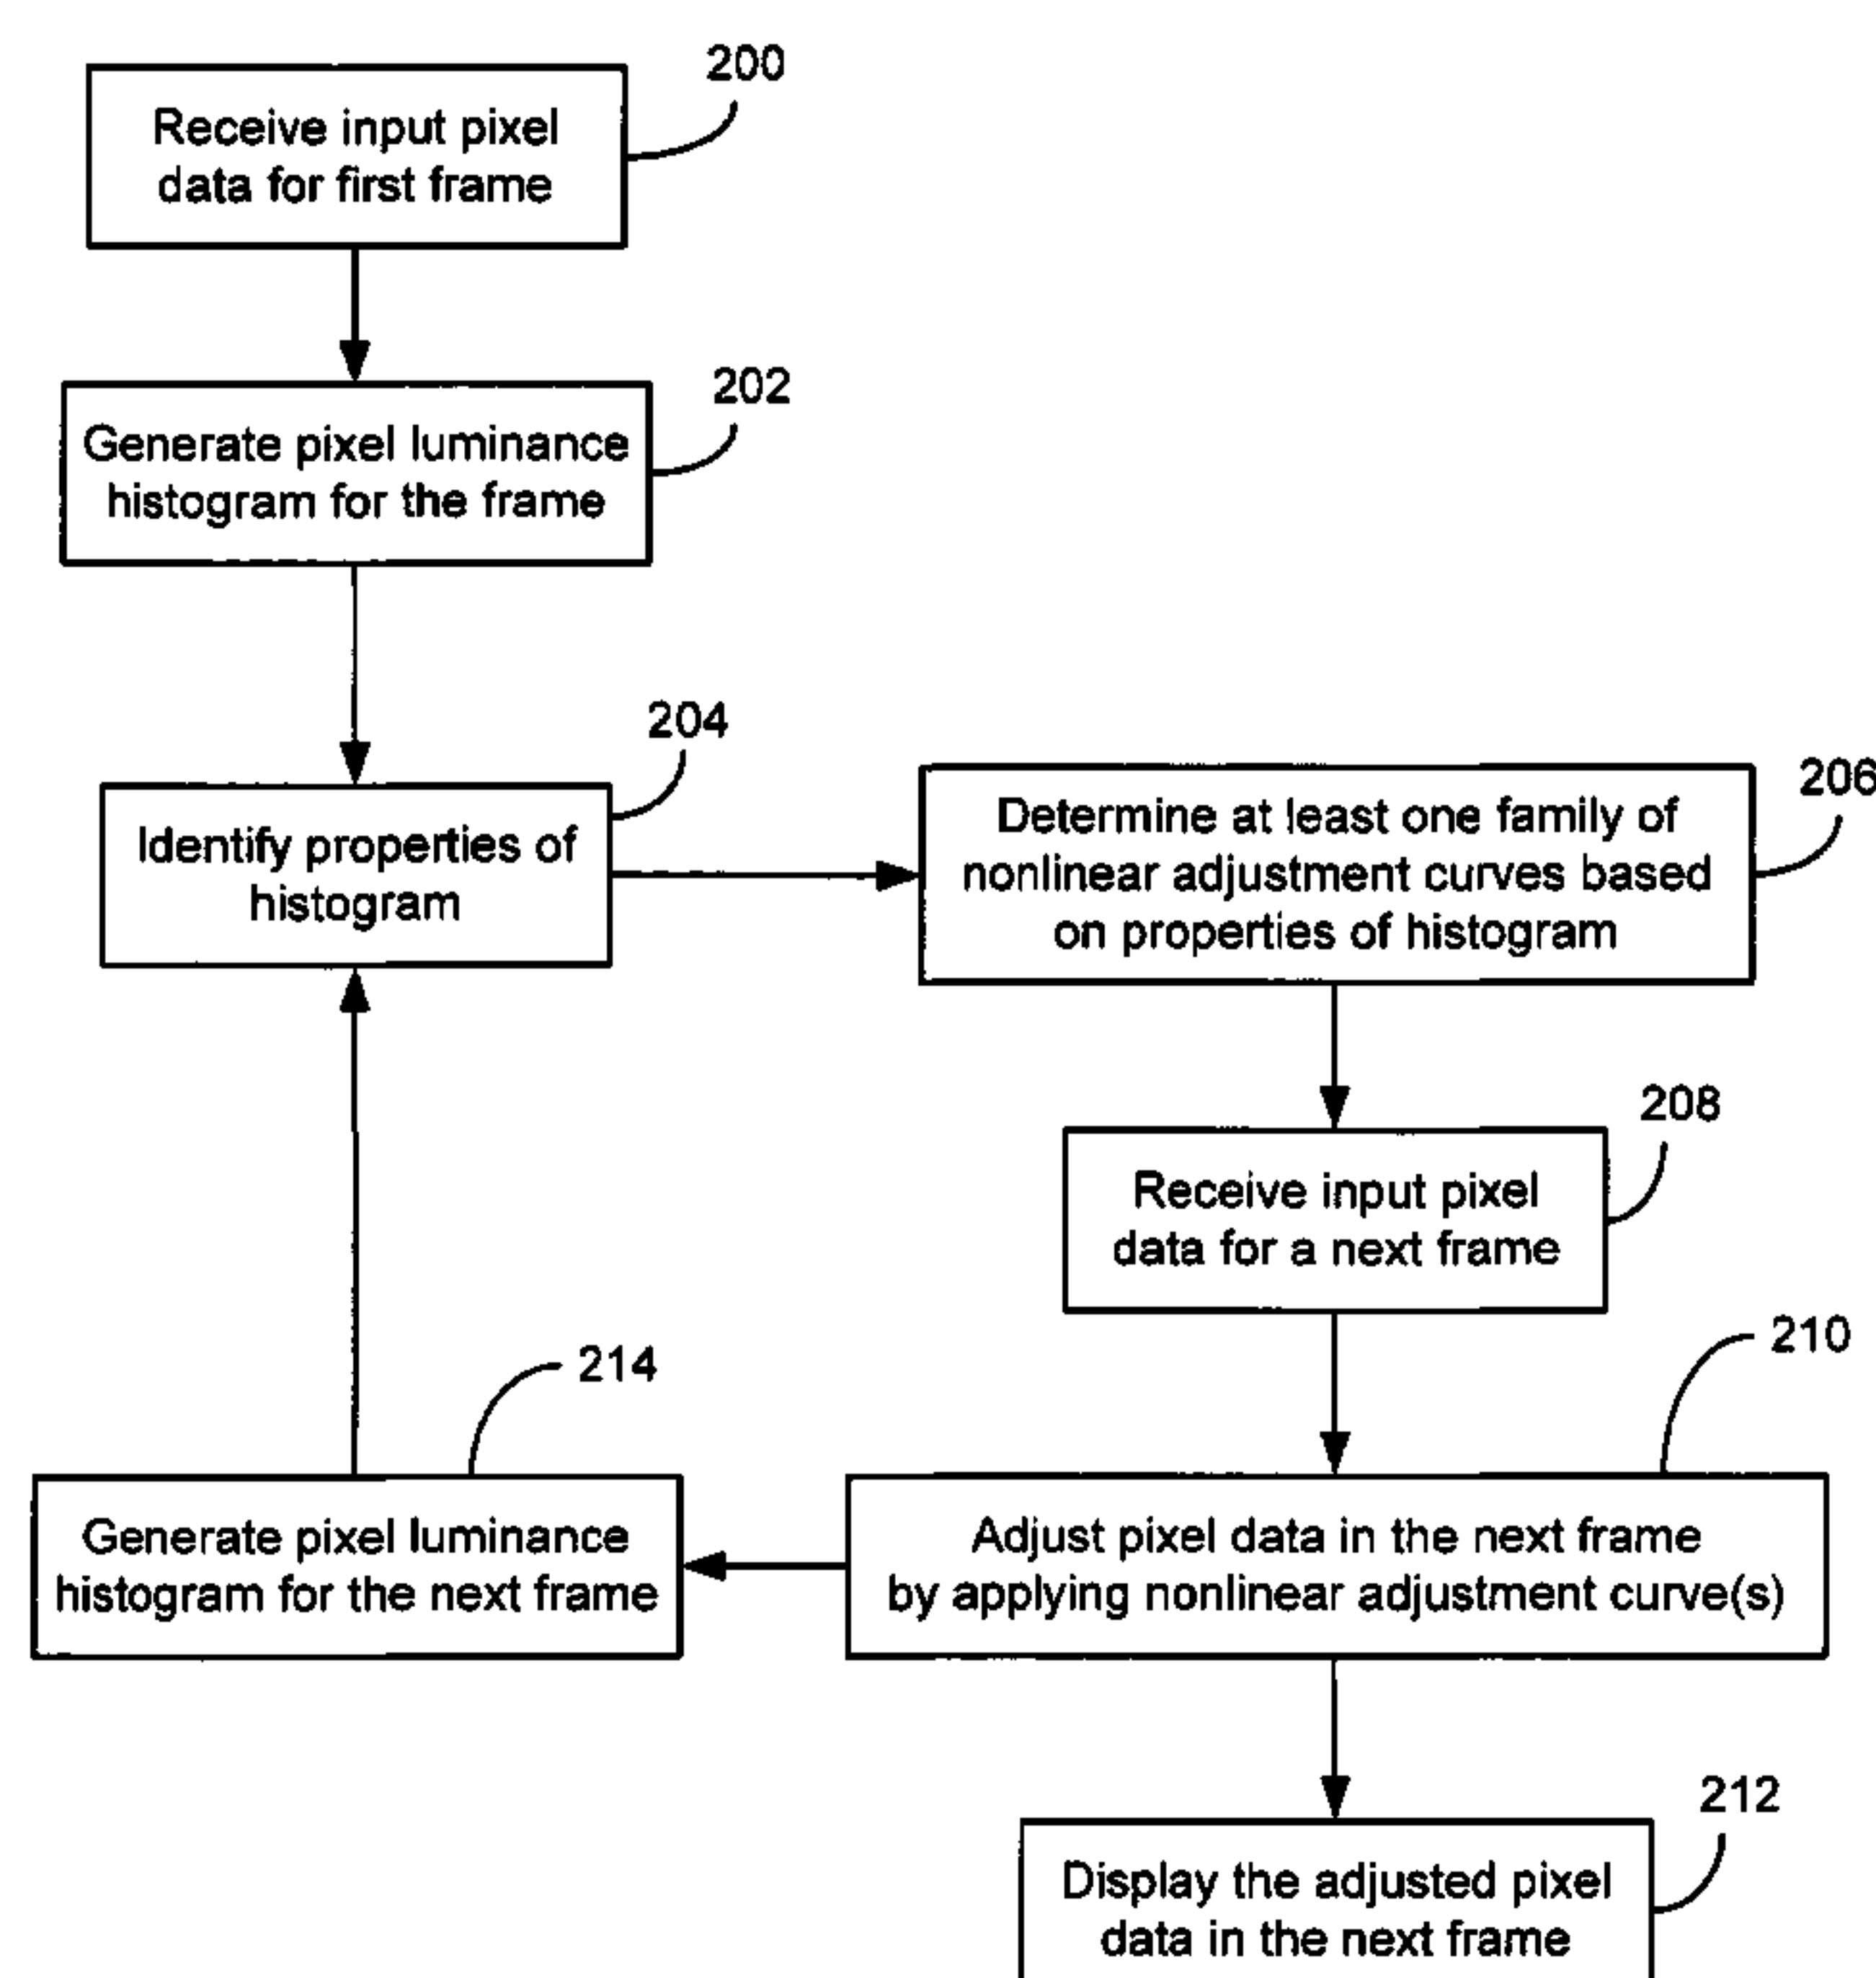 200
Receive input pixel
data for first frame
202
Generate pixel luminance
histogram for the frame
204
Identify properties of
histogram
206
Determine at least one family of
nonlinear adjustment curves based
on properties of histogram
208
Receive input pixel
data for a next frame
210
Adjust pixel data in the next frame
by applying nonlinear adjustment curve(s)
214
Generate pixel luminance
histogram for the next frame
212
Display the adjusted pixel
data in the next frame